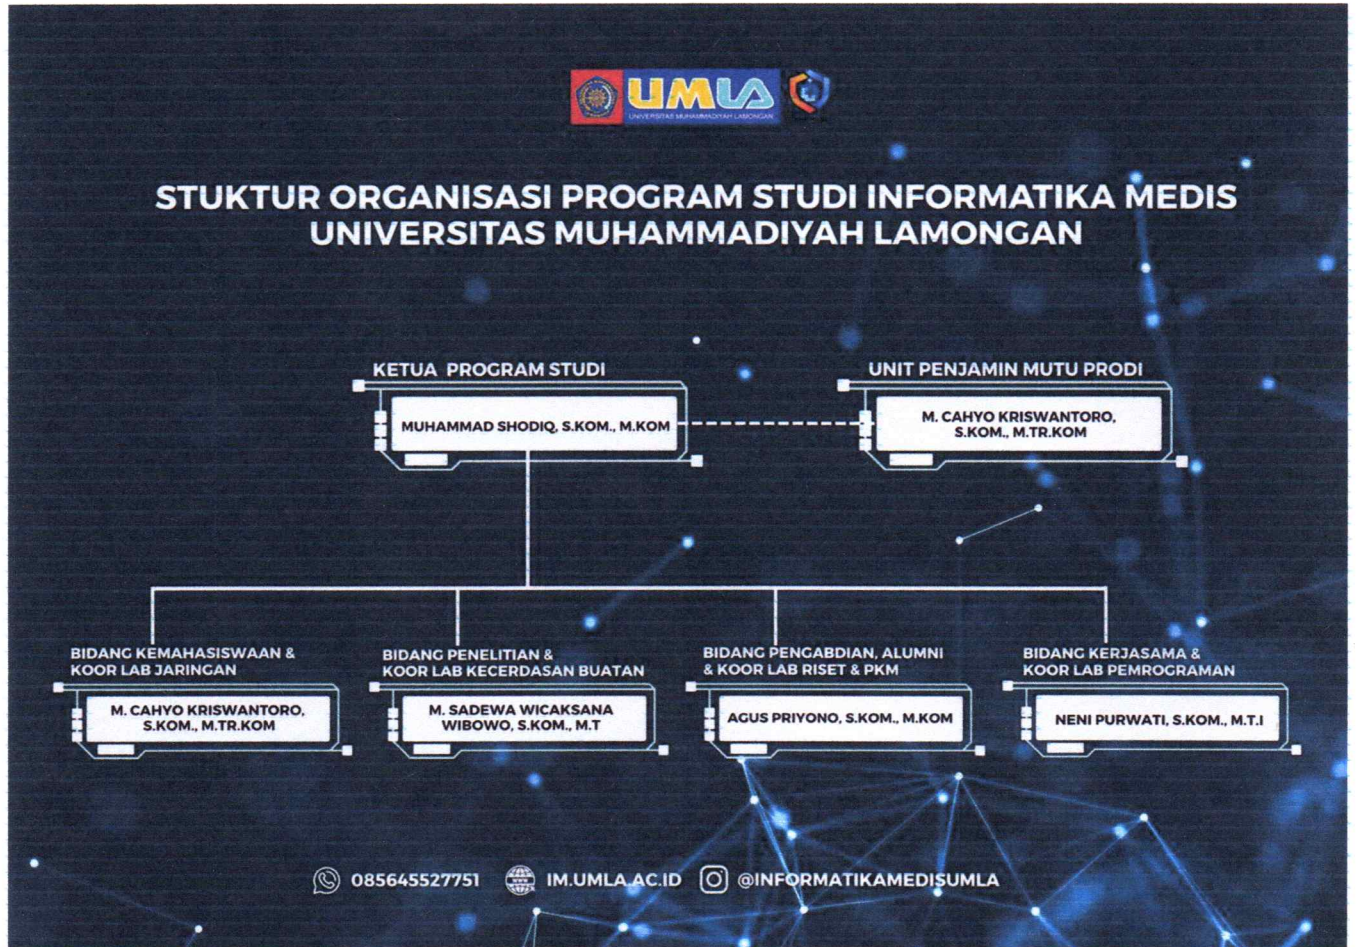 UMLA
UNIVERSITAS MUHAMMADIYAH LAMONGAN
STUKTUR ORGANISASI PROGRAM STUDI INFORMATIKA MEDIS
UNIVERSITAS MUHAMMADIYAH LAMONGAN
KETUA PROGRAM STUDI
MUHAMMAD SHODIQ, S.KOM., M.KOM
UNIT PENJAMIN MUTU PRODI
M. CAHYO KRISWANTORO,
S.KOM., M.TR.KOM
BIDANG KEMAHASISWAAN &
KOOR LAB JARINGAN
M. CAHYO KRISWANTORO,
S.KOM., M.TR.KOM
BIDANG PENELITIAN &
KOOR LAB KECERDASAN BUATAN
M. SADEWA WICAKSANA
WIBOWO, S.KOM., M.T
BIDANG PENGABDIAN, ALUMNI
& KOOR LAB RISET & PKM
AGUS PRIYONO, S.KOM., M.KOM
BIDANG KERJASAMA &
KOOR LAB PEMROGRAMAN
NENI PURWATI, S.KOM., M.T.I
085645527751
WWW
IM.UMLA.AC.ID
@INFORMATIKAMEDISUMLA